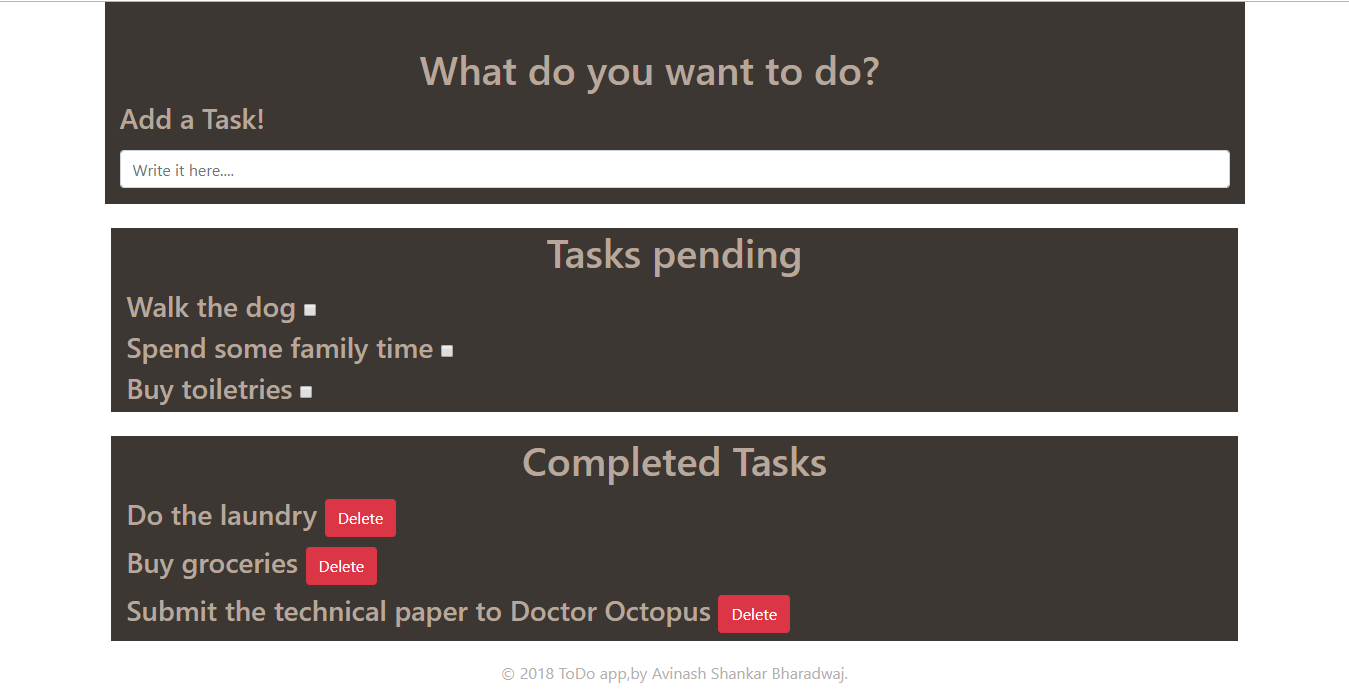 What do you want to do?
Add a Task!
Write it here....
Tasks pending
Walk the dog
Spend some family time
Buy toiletries
Completed Tasks
Do the laundry Delete
Buy groceries Delete
Submit the technical paper to Doctor Octopus Delete
© 2018 ToDo app,by Avinash Shankar Bharadwaj.